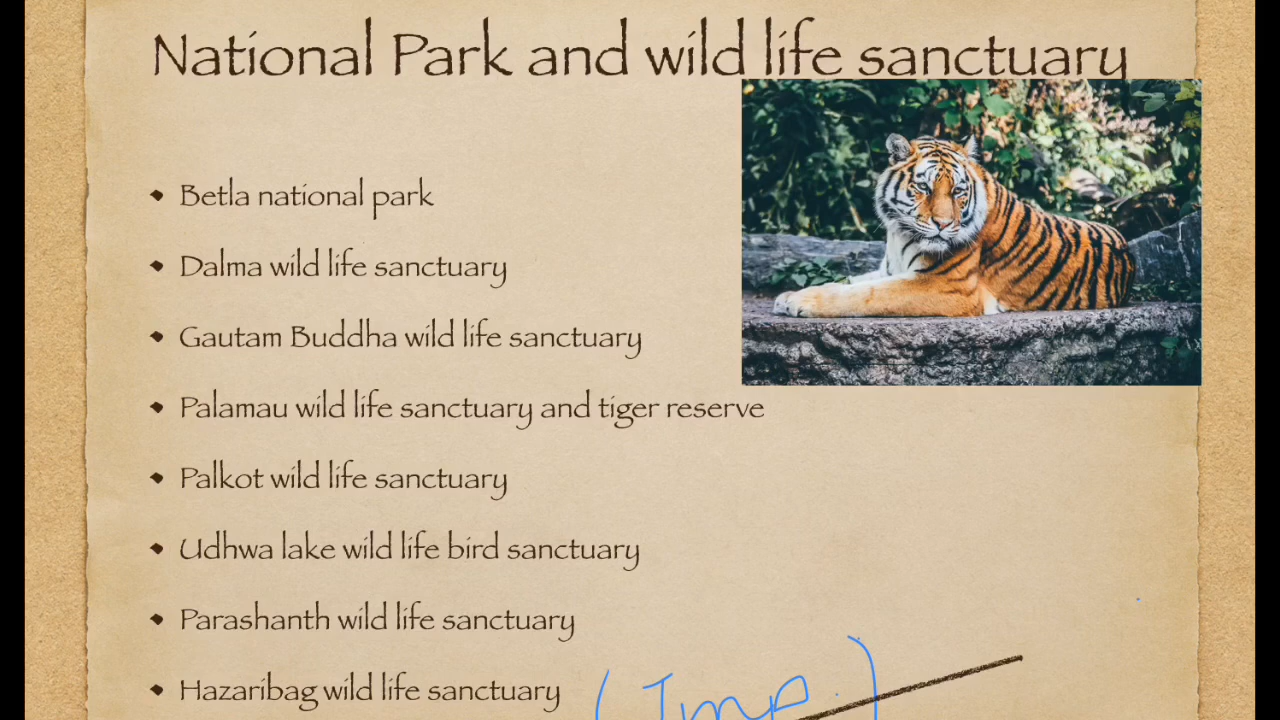 National Park and wild life sanctuary
• Betla national park
• Dalma wild life sanctuary
• Gautam Buddha wild life sanctuary
• Palamau wild life sanctuary and tiger reserve
• Palkot wild life sanctuary
• Udhwa lake wild life bird sanctuary
• Parashanth wild life sanctuary
• Hazaribag wild life sanctuary (Imp.)